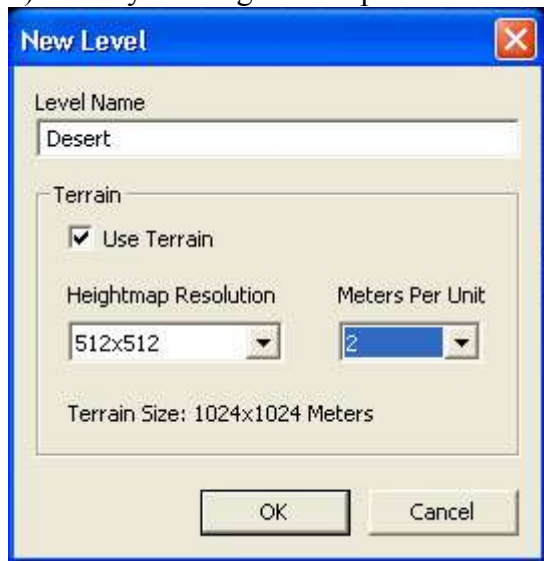 New Level
Level Name
Desert
Terrain
Use Terrain
Heightmap Resolution Meters Per Unit
512x512 2
Terrain Size: 1024x1024 Meters
OK Cancel